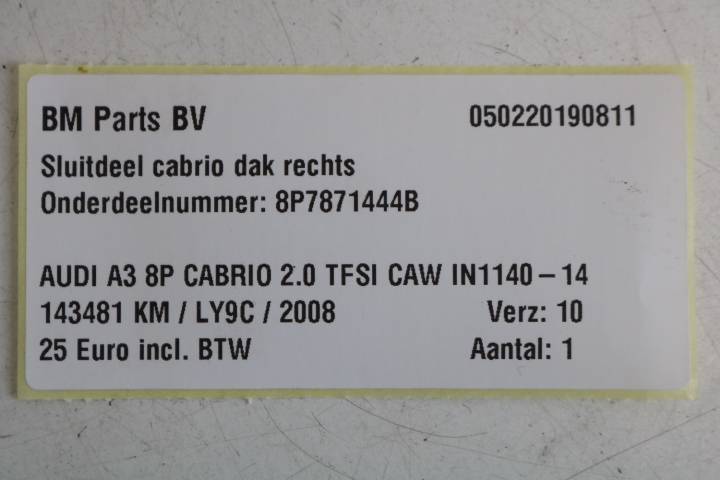 BM Parts BV 050220190811
Sluitdeel cabrio dak rechts
Onderdeelnummer: 8P7871444B
AUDI A3 8P CABRIO 2.0 TFSI CAW IN1140 – 14
143481 KM / LY9C / 2008 Verz: 10
25 Euro incl. BTW Aantal: 1